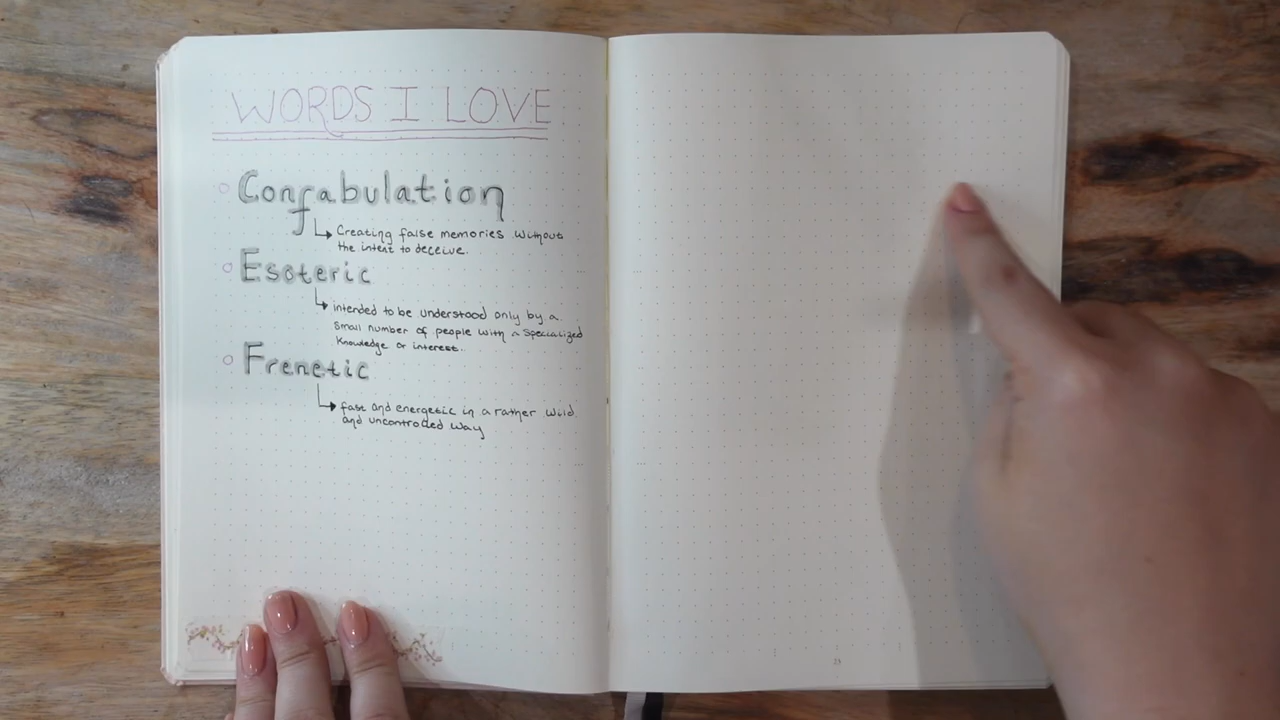 WORDS I LOVE
Confabulation
Creating false memories without
the intent to deceive.
Esoteric
intended to be understood only by a
small number of people with a specialized
knowledge or interest.
Frenetic
fast and energetic in a rather wild
and uncontrolled way